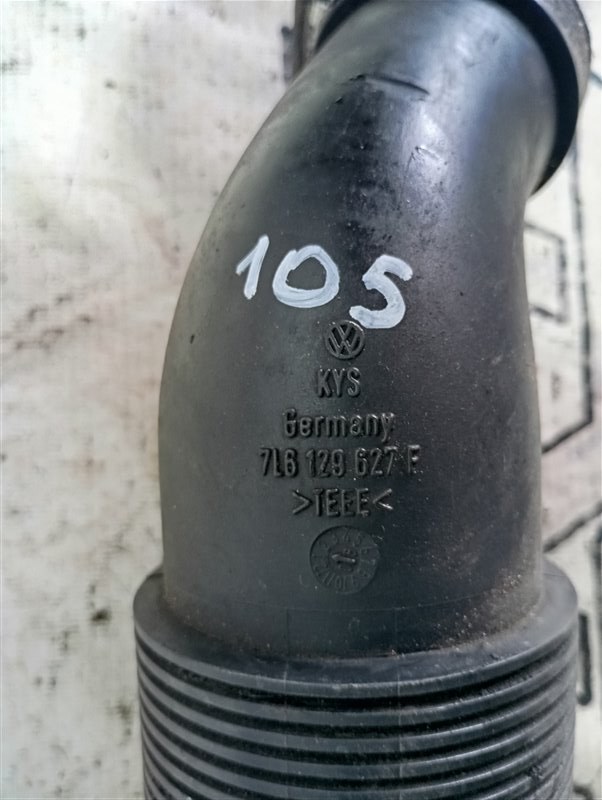 105
KYS
Germany
7L6 129 627 F
>TEEE<